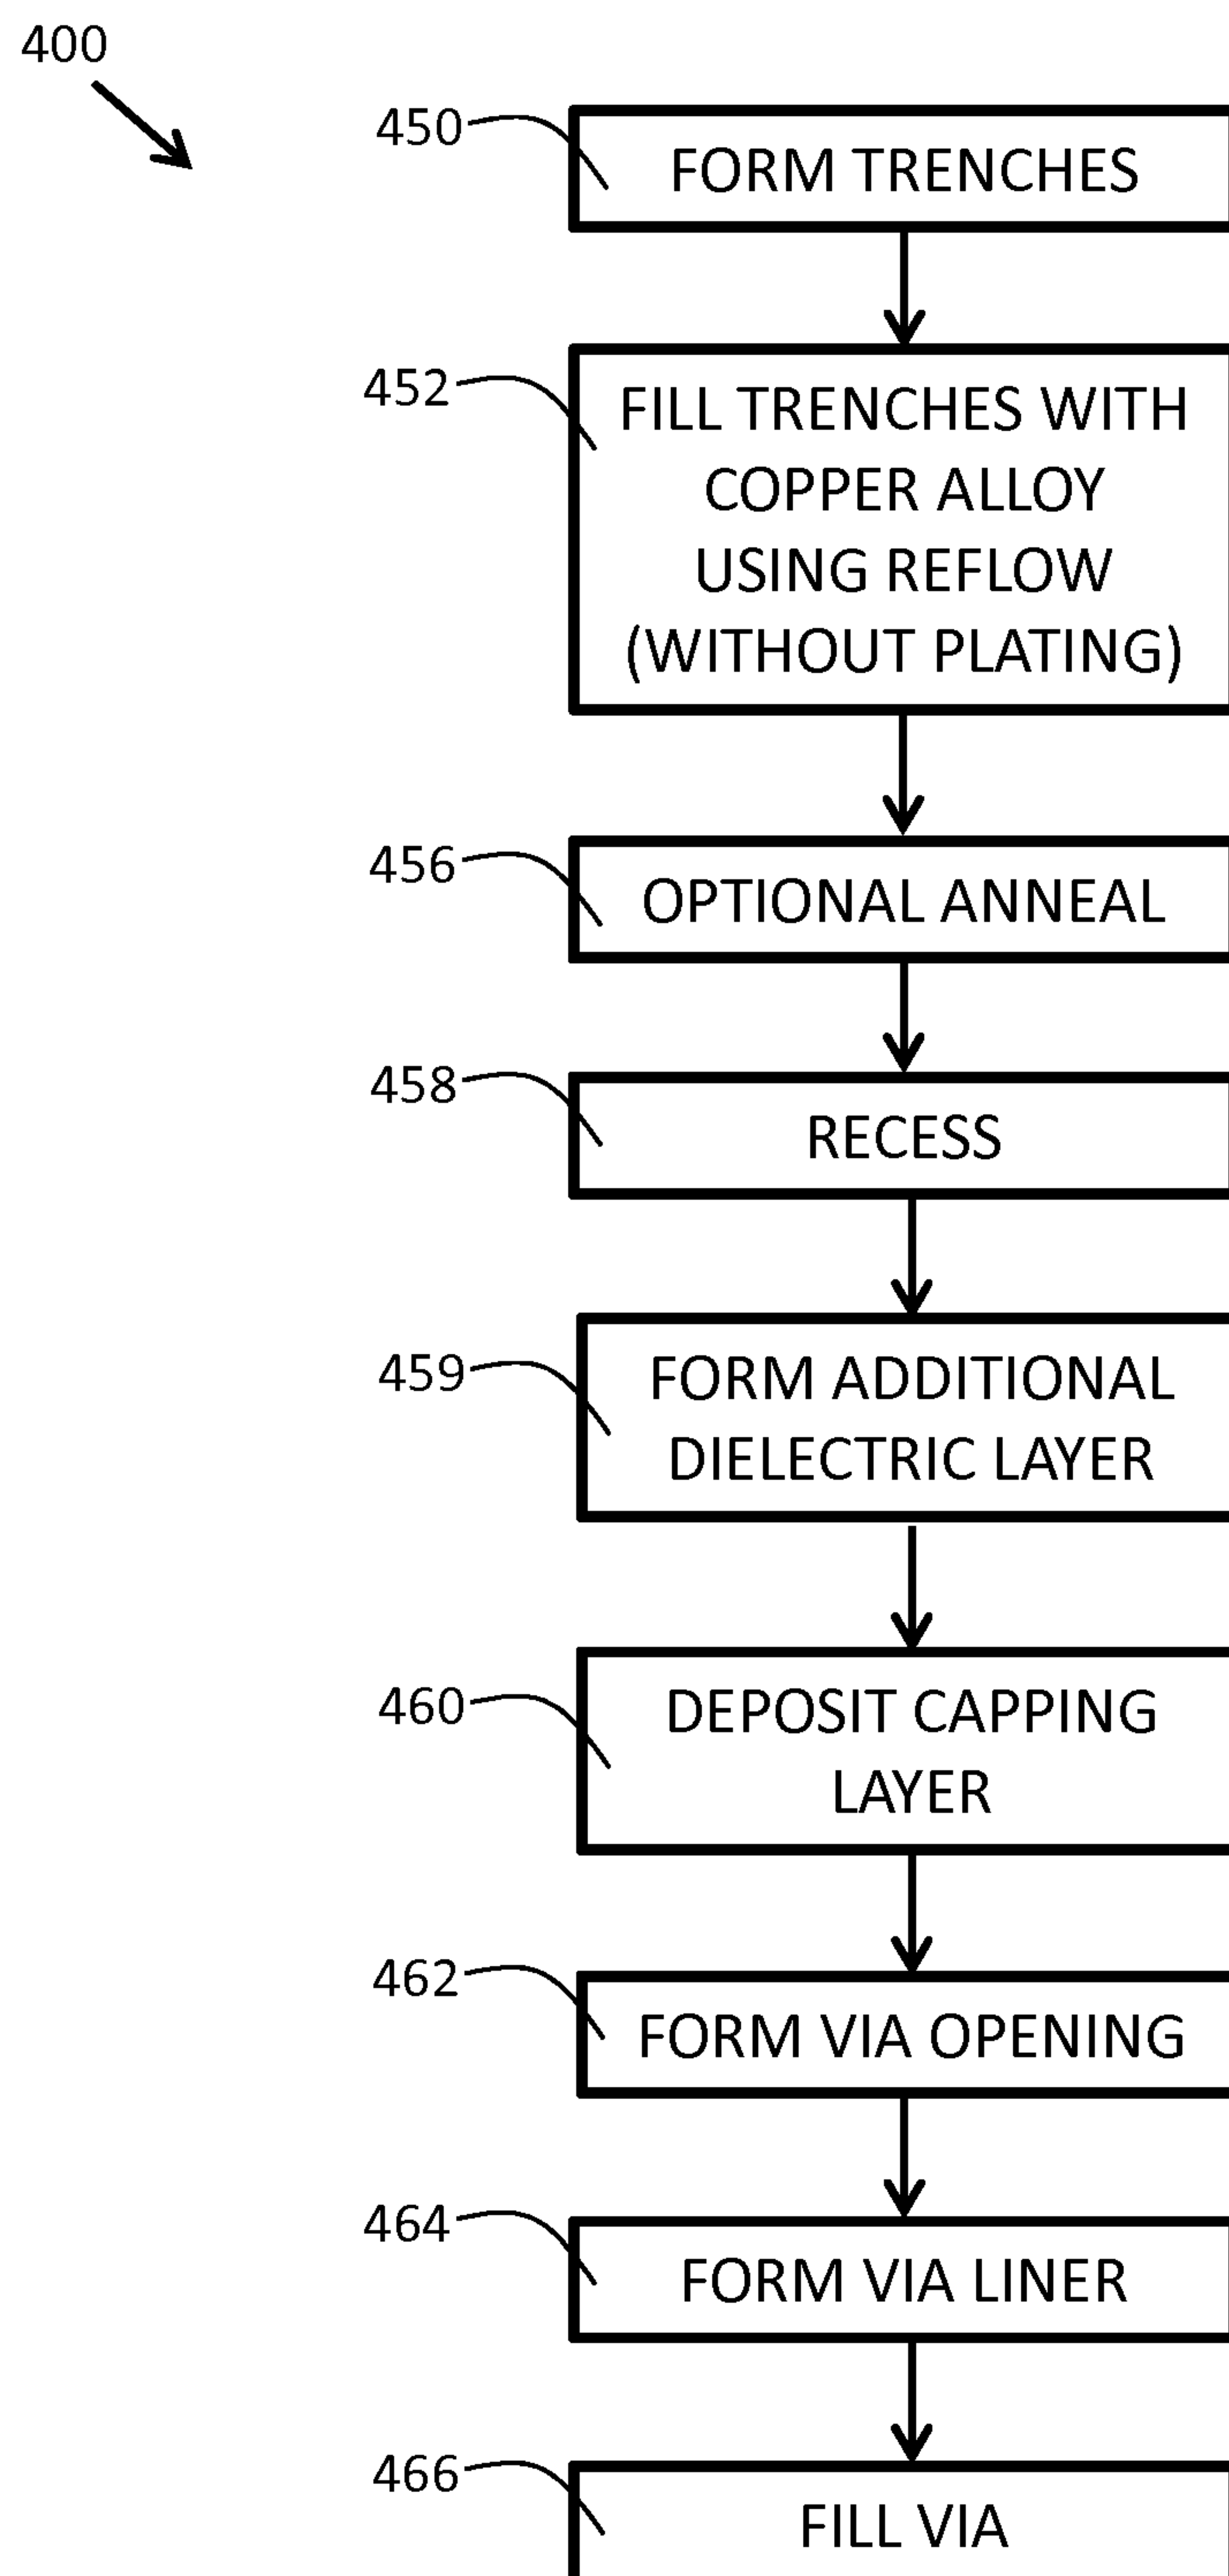 400
450
FORM TRENCHES
452
FILL TRENCHES WITH
COPPER ALLOY
USING REFLOW
(WITHOUT PLATING)
456
OPTIONAL ANNEAL
458
RECESS
459
FORM ADDITIONAL
DIELECTRIC LAYER
460
DEPOSIT CAPPING
LAYER
462
FORM VIA OPENING
464
FORM VIA LINER
466
FILL VIA